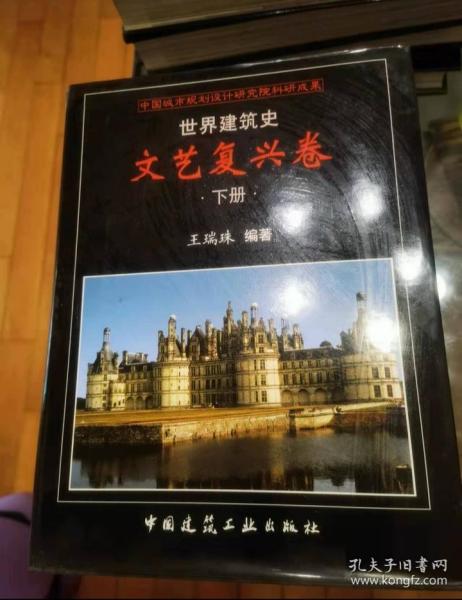 中国城市规划设计研究院科研成果
世界建筑史
文艺复兴卷
·下册·
王瑞珠 编著
中国建筑工业出版社
孔夫子旧书网
www.kongfz.com